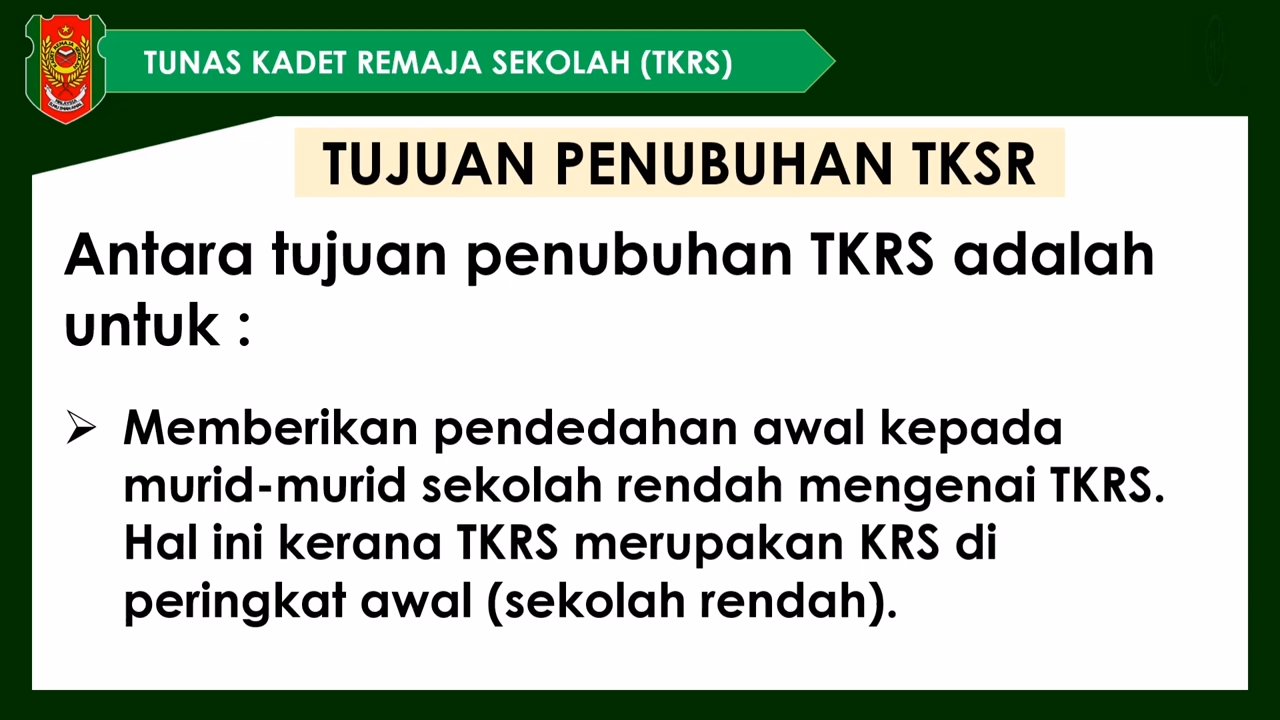 TUNAS KADET REMAJA SEKOLAH (TKRS)
TUJUAN PENUBUHAN TKSR
Antara tujuan penubuhan TKRS adalah
untuk :
➢ Memberikan pendedahan awal kepada
murid-murid sekolah rendah mengenai TKRS.
Hal ini kerana TKRS merupakan KRS di
peringkat awal (sekolah rendah).